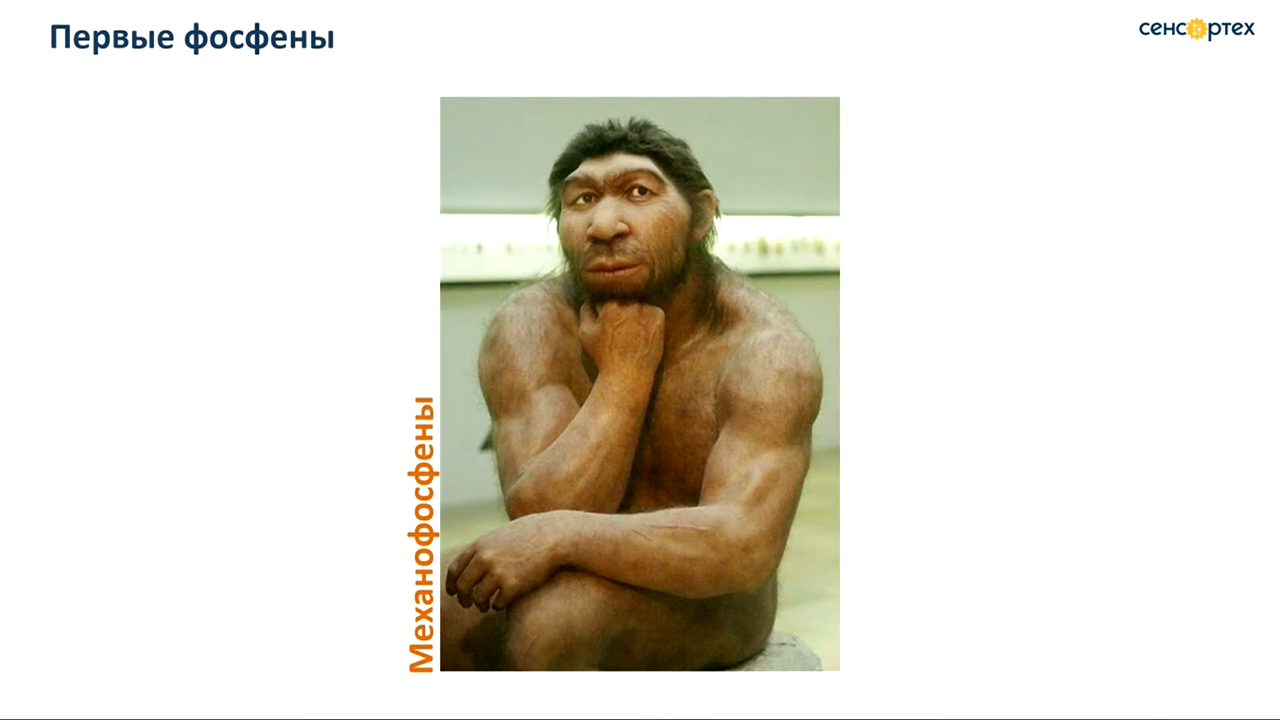 Первые фосфены
сенсортех
Механофосфены